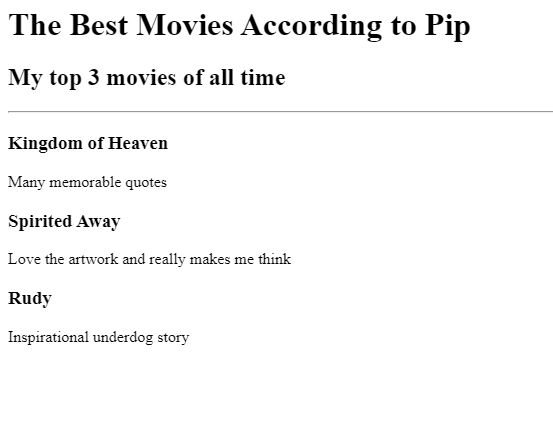 The Best Movies According to Pip
My top 3 movies of all time
Kingdom of Heaven
Many memorable quotes
Spirited Away
Love the artwork and really makes me think
Rudy
Inspirational underdog story